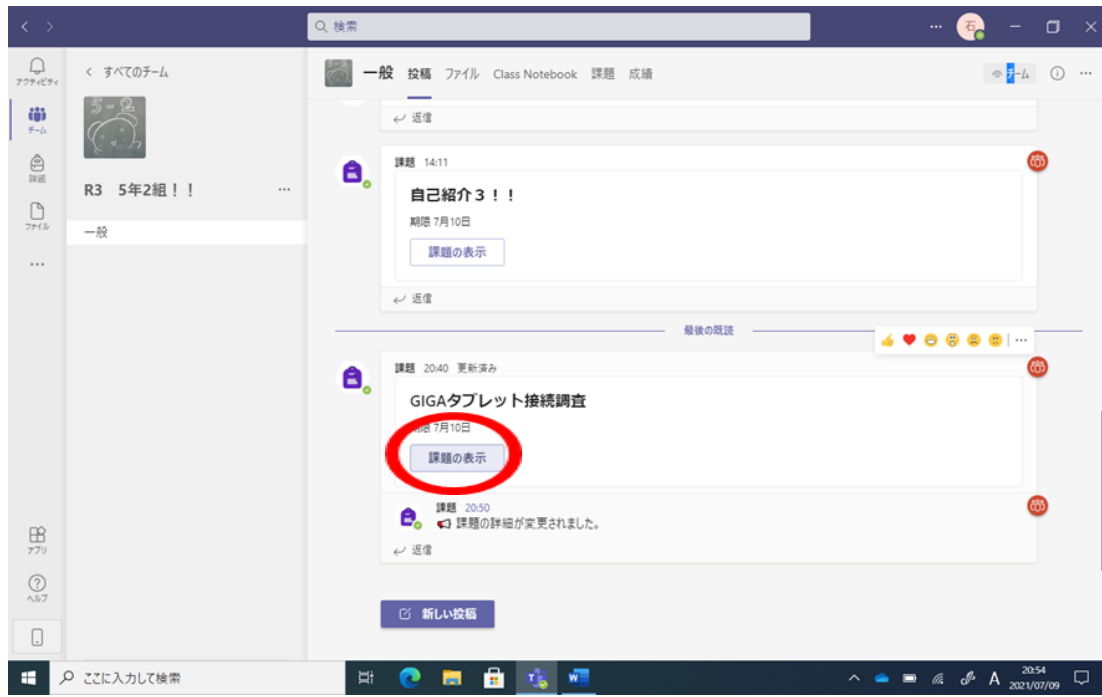 検索
石
アクティビティ
チーム
課題
ファイル
アプリ
ヘルプ
すべてのチーム
5-2
R3 5年2組！！
一般
一般 投稿 ファイル Class Notebook 課題 成績
チーム
返信
課題 14:11
自己紹介３！！
期限 7月10日
課題の表示
返信
最後の既読
課題 20:40 更新済み
GIGAタブレット接続調査
期限 7月10日
課題の表示
課題 20:50
課題の詳細が変更されました。
返信
新しい投稿
ここに入力して検索
A
20:54
2021/07/09